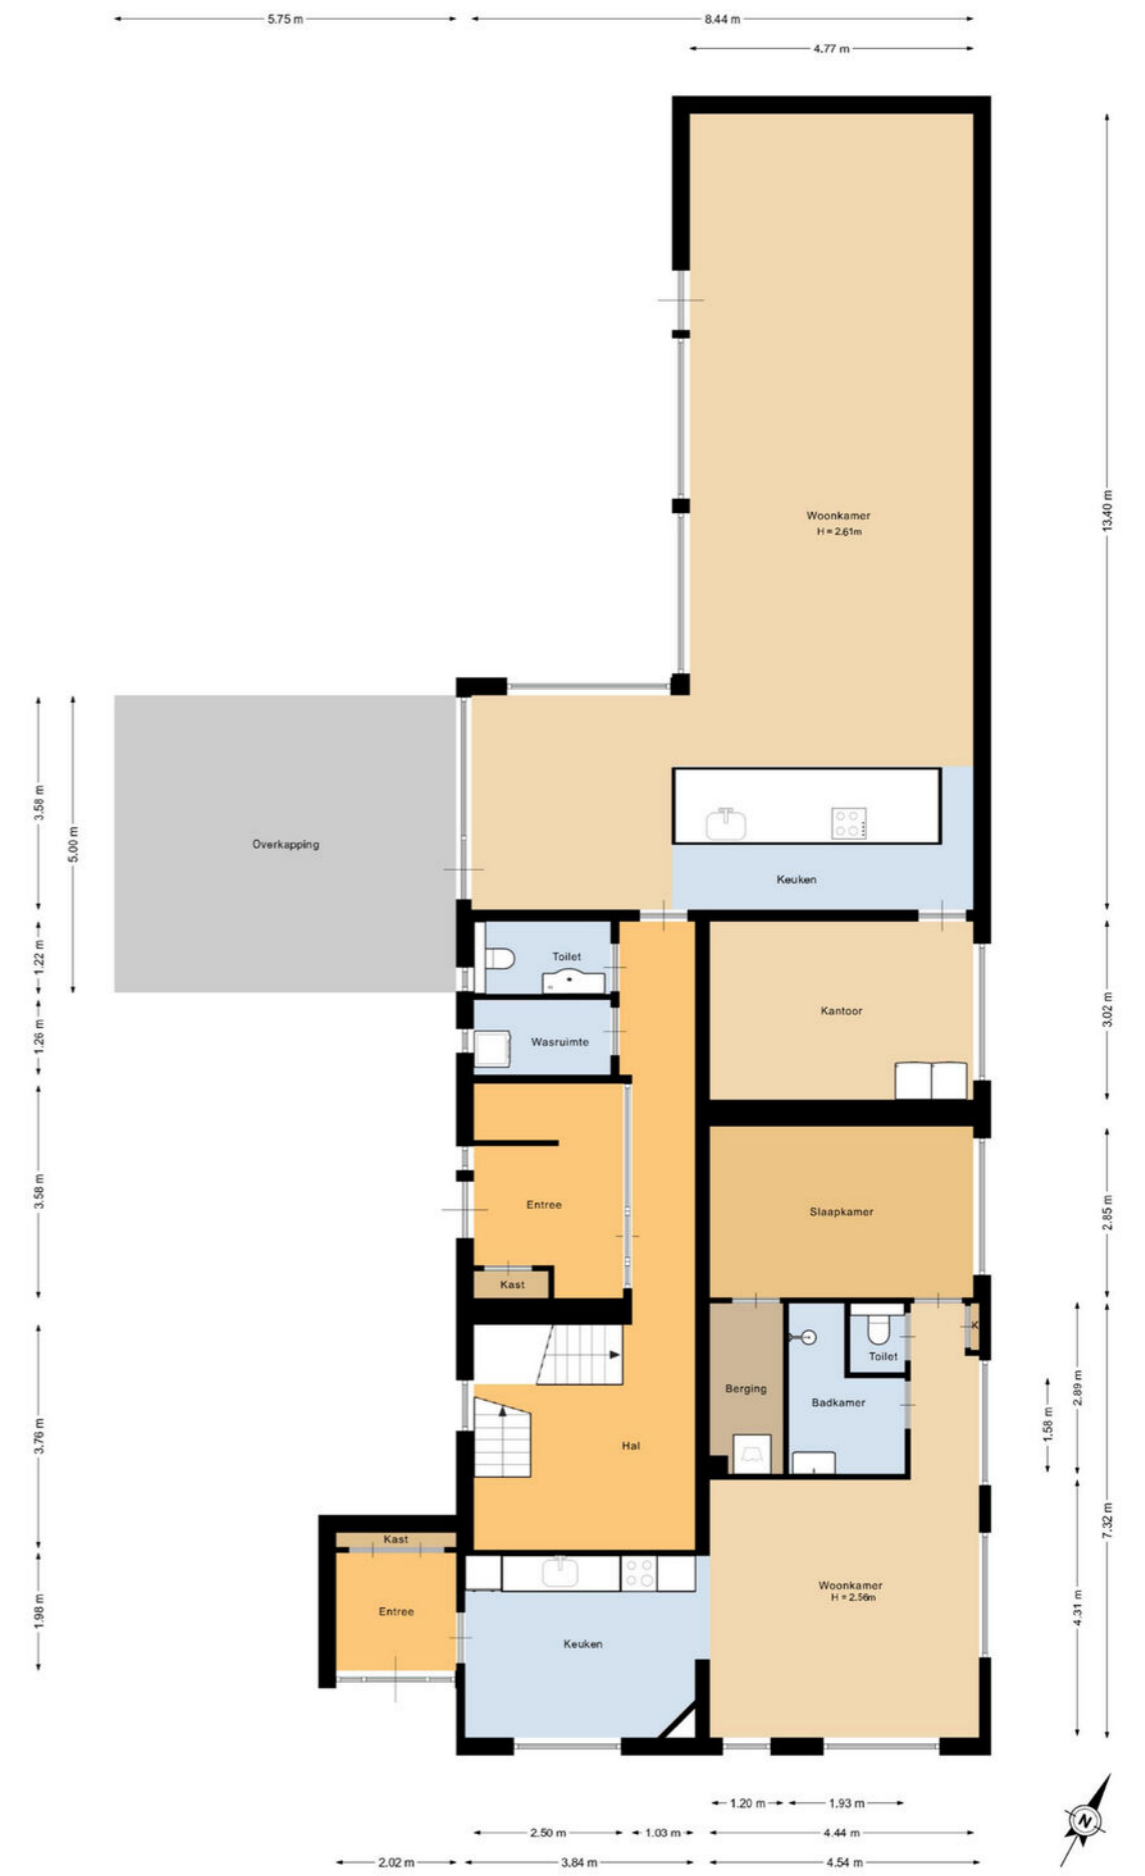 5.75 m
8.44 m
4.77 m
13.40 m
Woonkamer
H = 2.61m
3.58 m
5.00 m
Overkapping
Keuken
1.22 m
Toilet
1.26 m
Wasruimte
Kantoor
3.02 m
3.58 m
Entree
Slaapkamer
2.85 m
Kast
K
Toilet
Berging
Badkamer
2.89 m
1.58 m
3.76 m
Hal
7.32 m
Kast
Entree
1.98 m
Keuken
Woonkamer
H = 2.56m
4.31 m
1.20 m
1.93 m
2.50 m
1.03 m
4.44 m
2.02 m
3.84 m
4.54 m
N